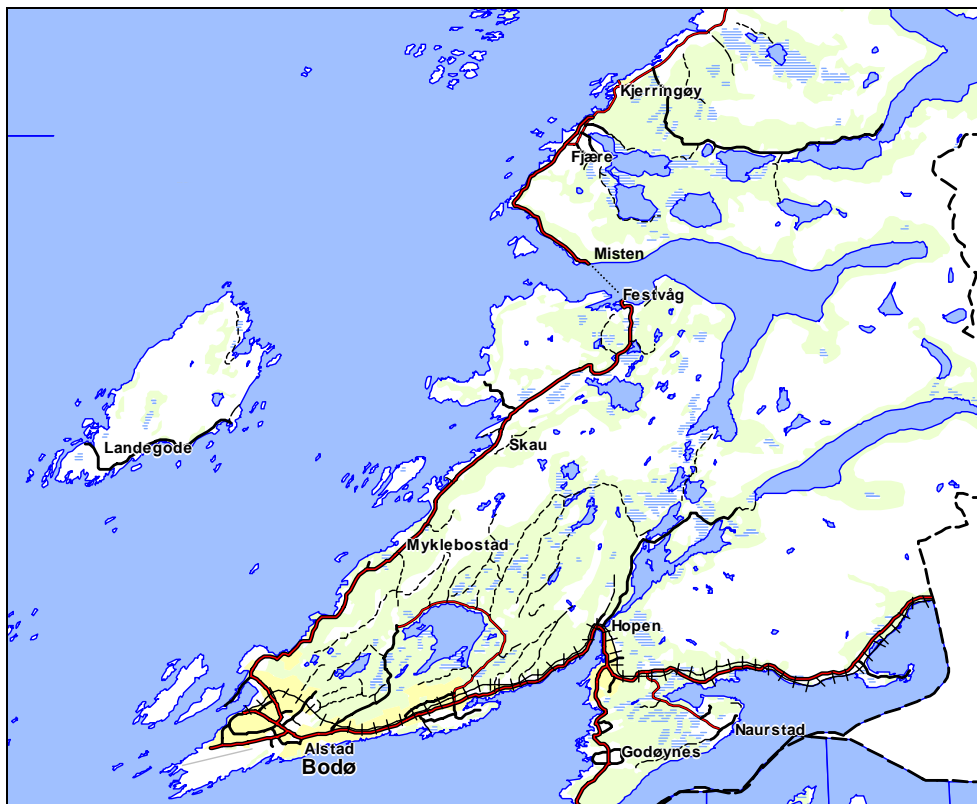 Kjerringøy
Fjære
Misten
Festvåg
Landegode
Skau
Myklebostad
Hopen
Naurstad
Godøynes
Alstad
Bodø